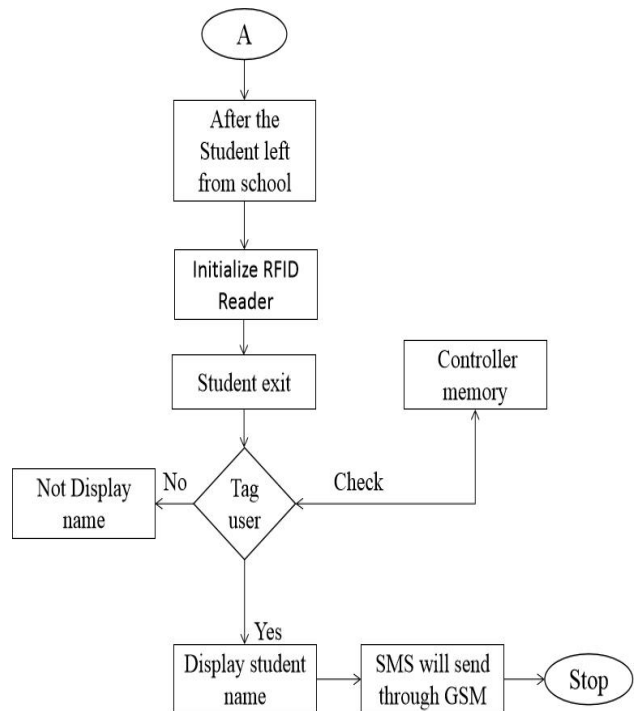 A
After the
Student left
from school
Initialize RFID
Reader
Student exit
Controller
memory
Not Display
name
No
Tag
user
Check
Yes
Display student
name
SMS will send
through GSM
Stop